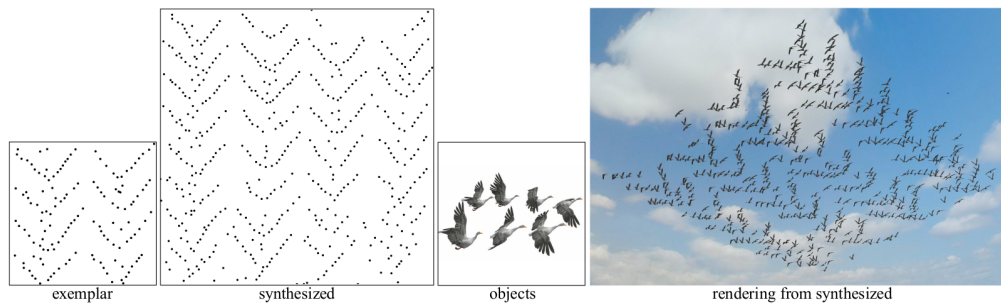 exemplar
synthesized
objects
rendering from synthesized